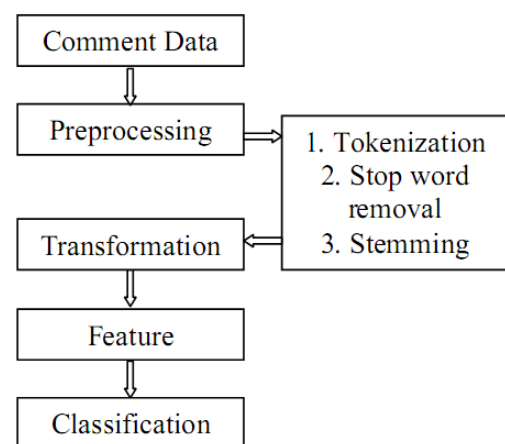 Comment Data
Preprocessing
1. Tokenization
2. Stop word
removal
3. Stemming
Transformation
Feature
Classification